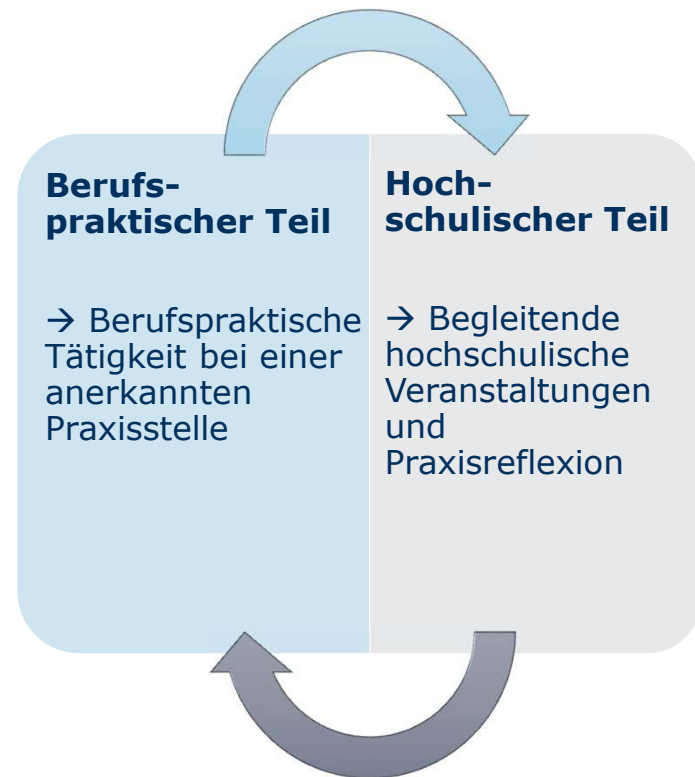 Berufs-
praktischer Teil
→ Berufspraktische
Tätigkeit bei einer
anerkannten
Praxisstelle
Hoch-
schulischer Teil
→ Begleitende
hochschulische
Veranstaltungen
und
Praxisreflexion